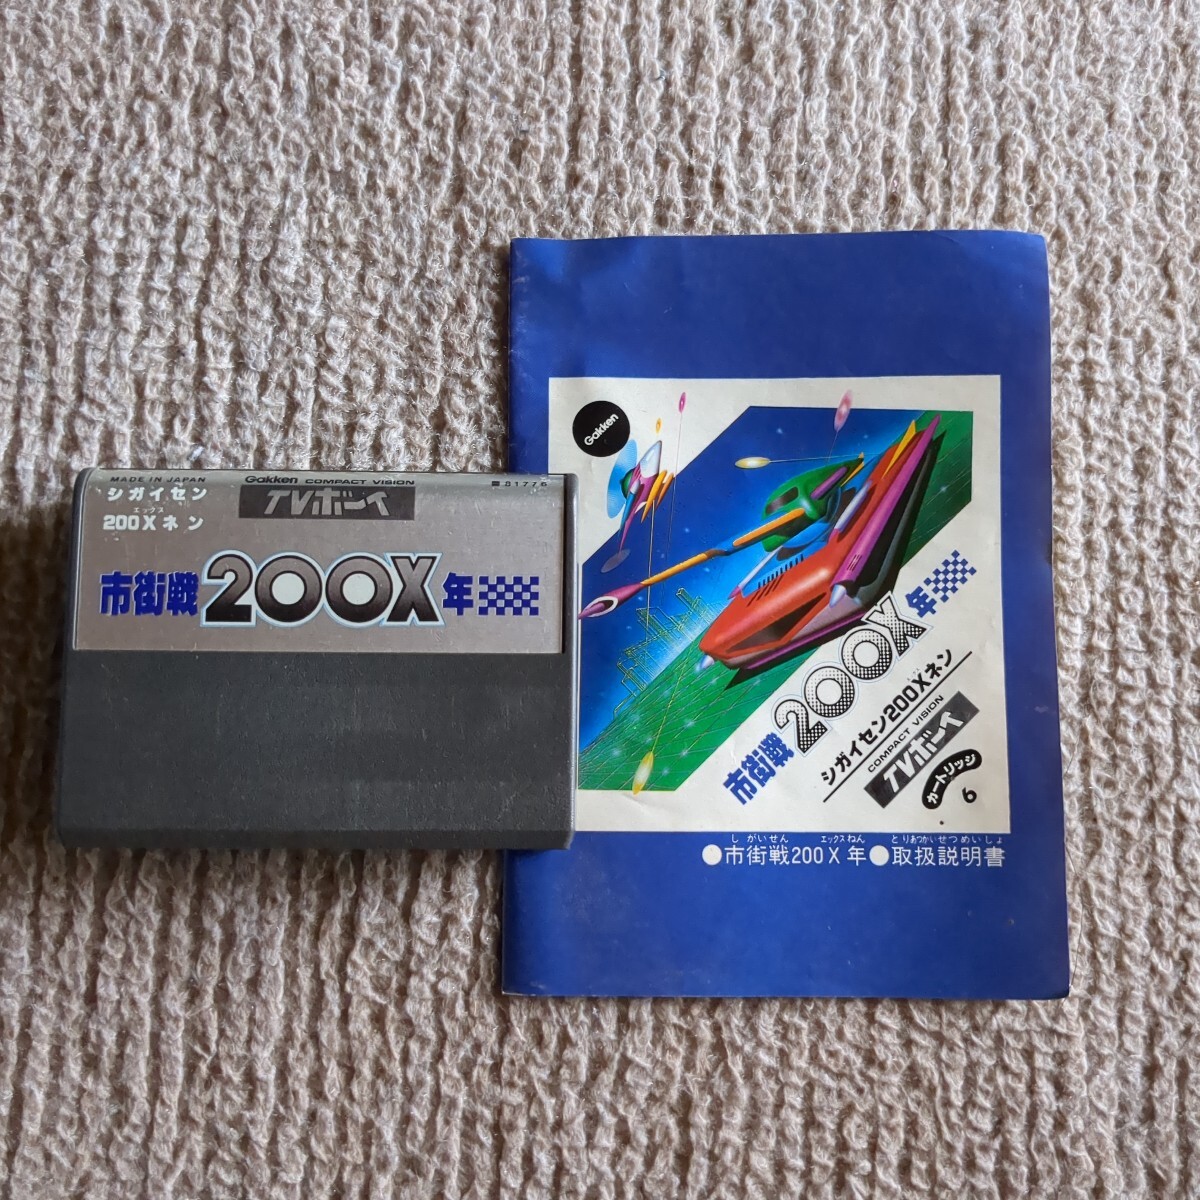 MADE IN JAPAN
Gakken COMPACT VISION
■ 81776
シガイセン
TVボーイ
エックス
200Xネン
市街戦200X年
Gakken
市街戦200X年
シガイセン200Xネン
COMPACT VISION
TVボーイ
カートリッジ
6
しがいせん エックスねん とりあつかいせつめいしょ
●市街戦200X年●取扱説明書